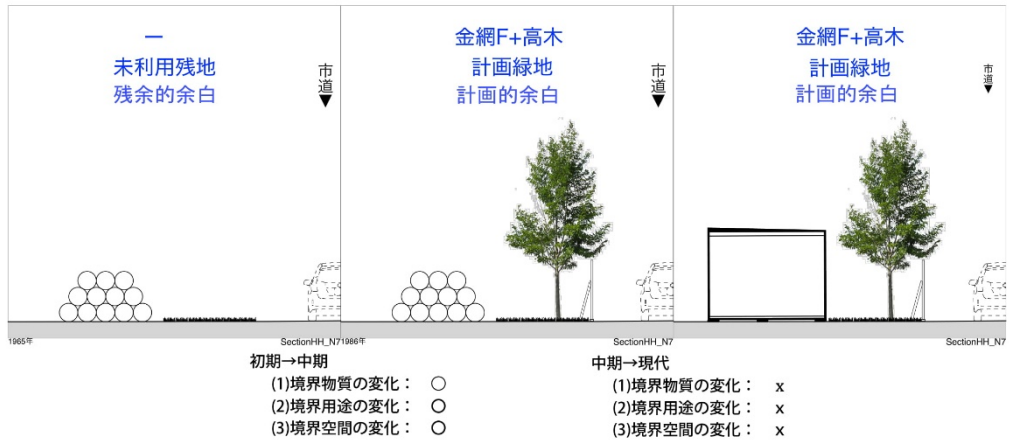 ー
未利用残地
残余的余白
市道
▼
1965年
SectionHH_N7
金網F+高木
計画緑地
計画的余白
市道
▼
1986年
SectionHH_N7
金網F+高木
計画緑地
計画的余白
市道
▼
SectionHH_N7
初期→中期
(1)境界物質の変化： ○
(2)境界用途の変化： ○
(3)境界空間の変化： ○
中期→現代
(1)境界物質の変化： x
(2)境界用途の変化： x
(3)境界空間の変化： x